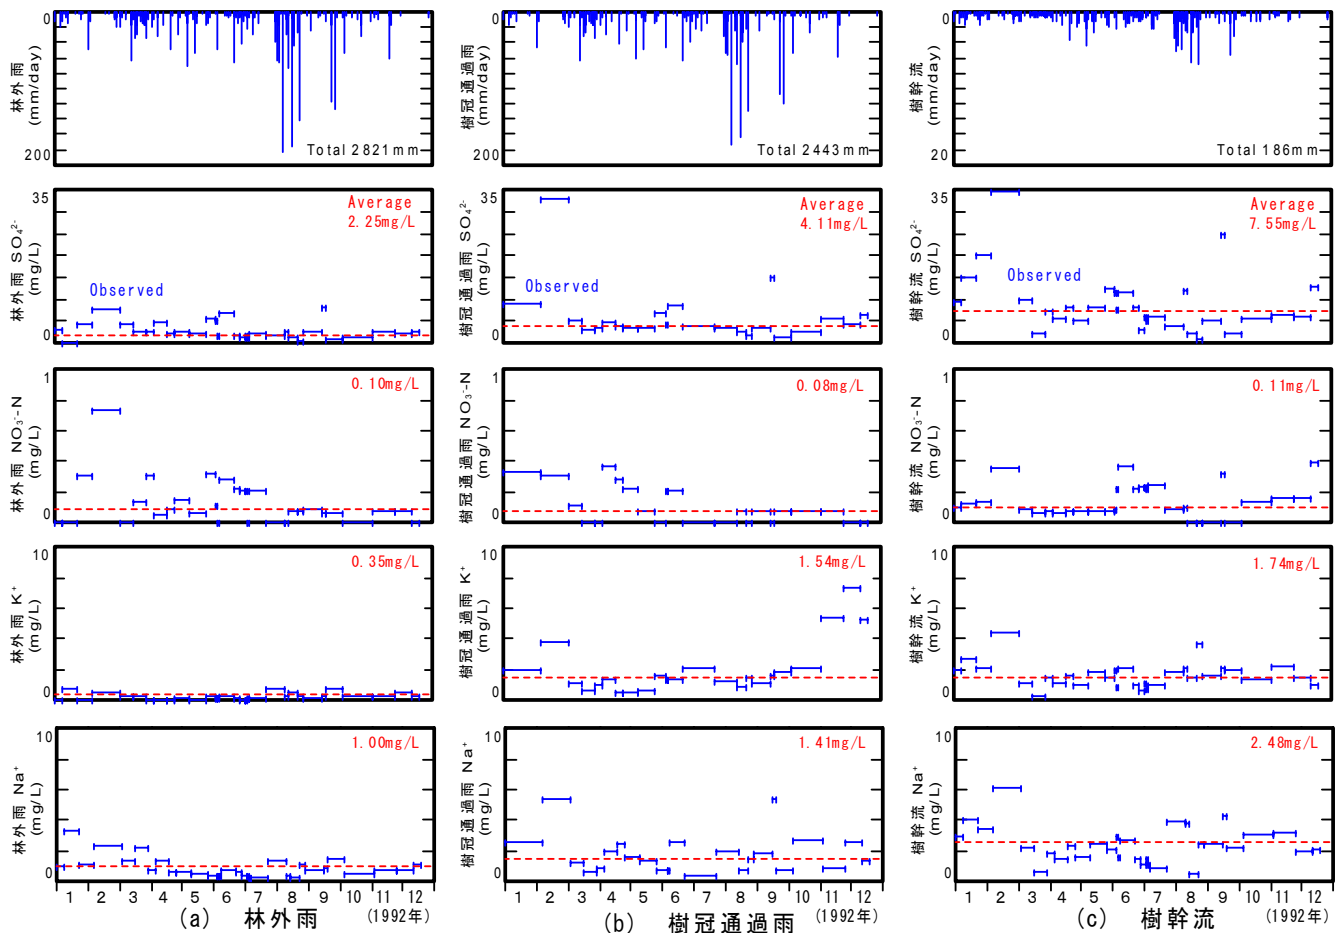 林外雨
(mm/day)
0
200
Total 2821mm
樹冠通過雨
(mm/day)
0
200
Total 2443mm
樹幹流
(mm/day)
0
20
Total 186mm
林外雨 SO₄²⁻
(mg/L)
35
0
Average
2.25mg/L
Observed
樹冠通過雨 SO₄²⁻
(mg/L)
35
0
Average
4.11mg/L
Observed
樹幹流 SO₄²⁻
(mg/L)
35
0
Average
7.55mg/L
Observed
林外雨 NO₃⁻-N
(mg/L)
1
0
0.10mg/L
樹冠通過雨 NO₃⁻-N
(mg/L)
1
0
0.08mg/L
樹幹流 NO₃⁻-N
(mg/L)
1
0
0.11mg/L
林外雨 K⁺
(mg/L)
10
0
0.35mg/L
樹冠通過雨 K⁺
(mg/L)
10
0
1.54mg/L
樹幹流 K⁺
(mg/L)
10
0
1.74mg/L
林外雨 Na⁺
(mg/L)
10
0
1.00mg/L
樹冠通過雨 Na⁺
(mg/L)
10
0
1.41mg/L
樹幹流 Na⁺
(mg/L)
10
0
2.48mg/L
1 2 3 4 5 6 7 8 9 10 11 12
(a) 林外雨 (1992年)
1 2 3 4 5 6 7 8 9 10 11 12
(b) 樹冠通過雨 (1992年)
1 2 3 4 5 6 7 8 9 10 11 12
(c) 樹幹流 (1992年)